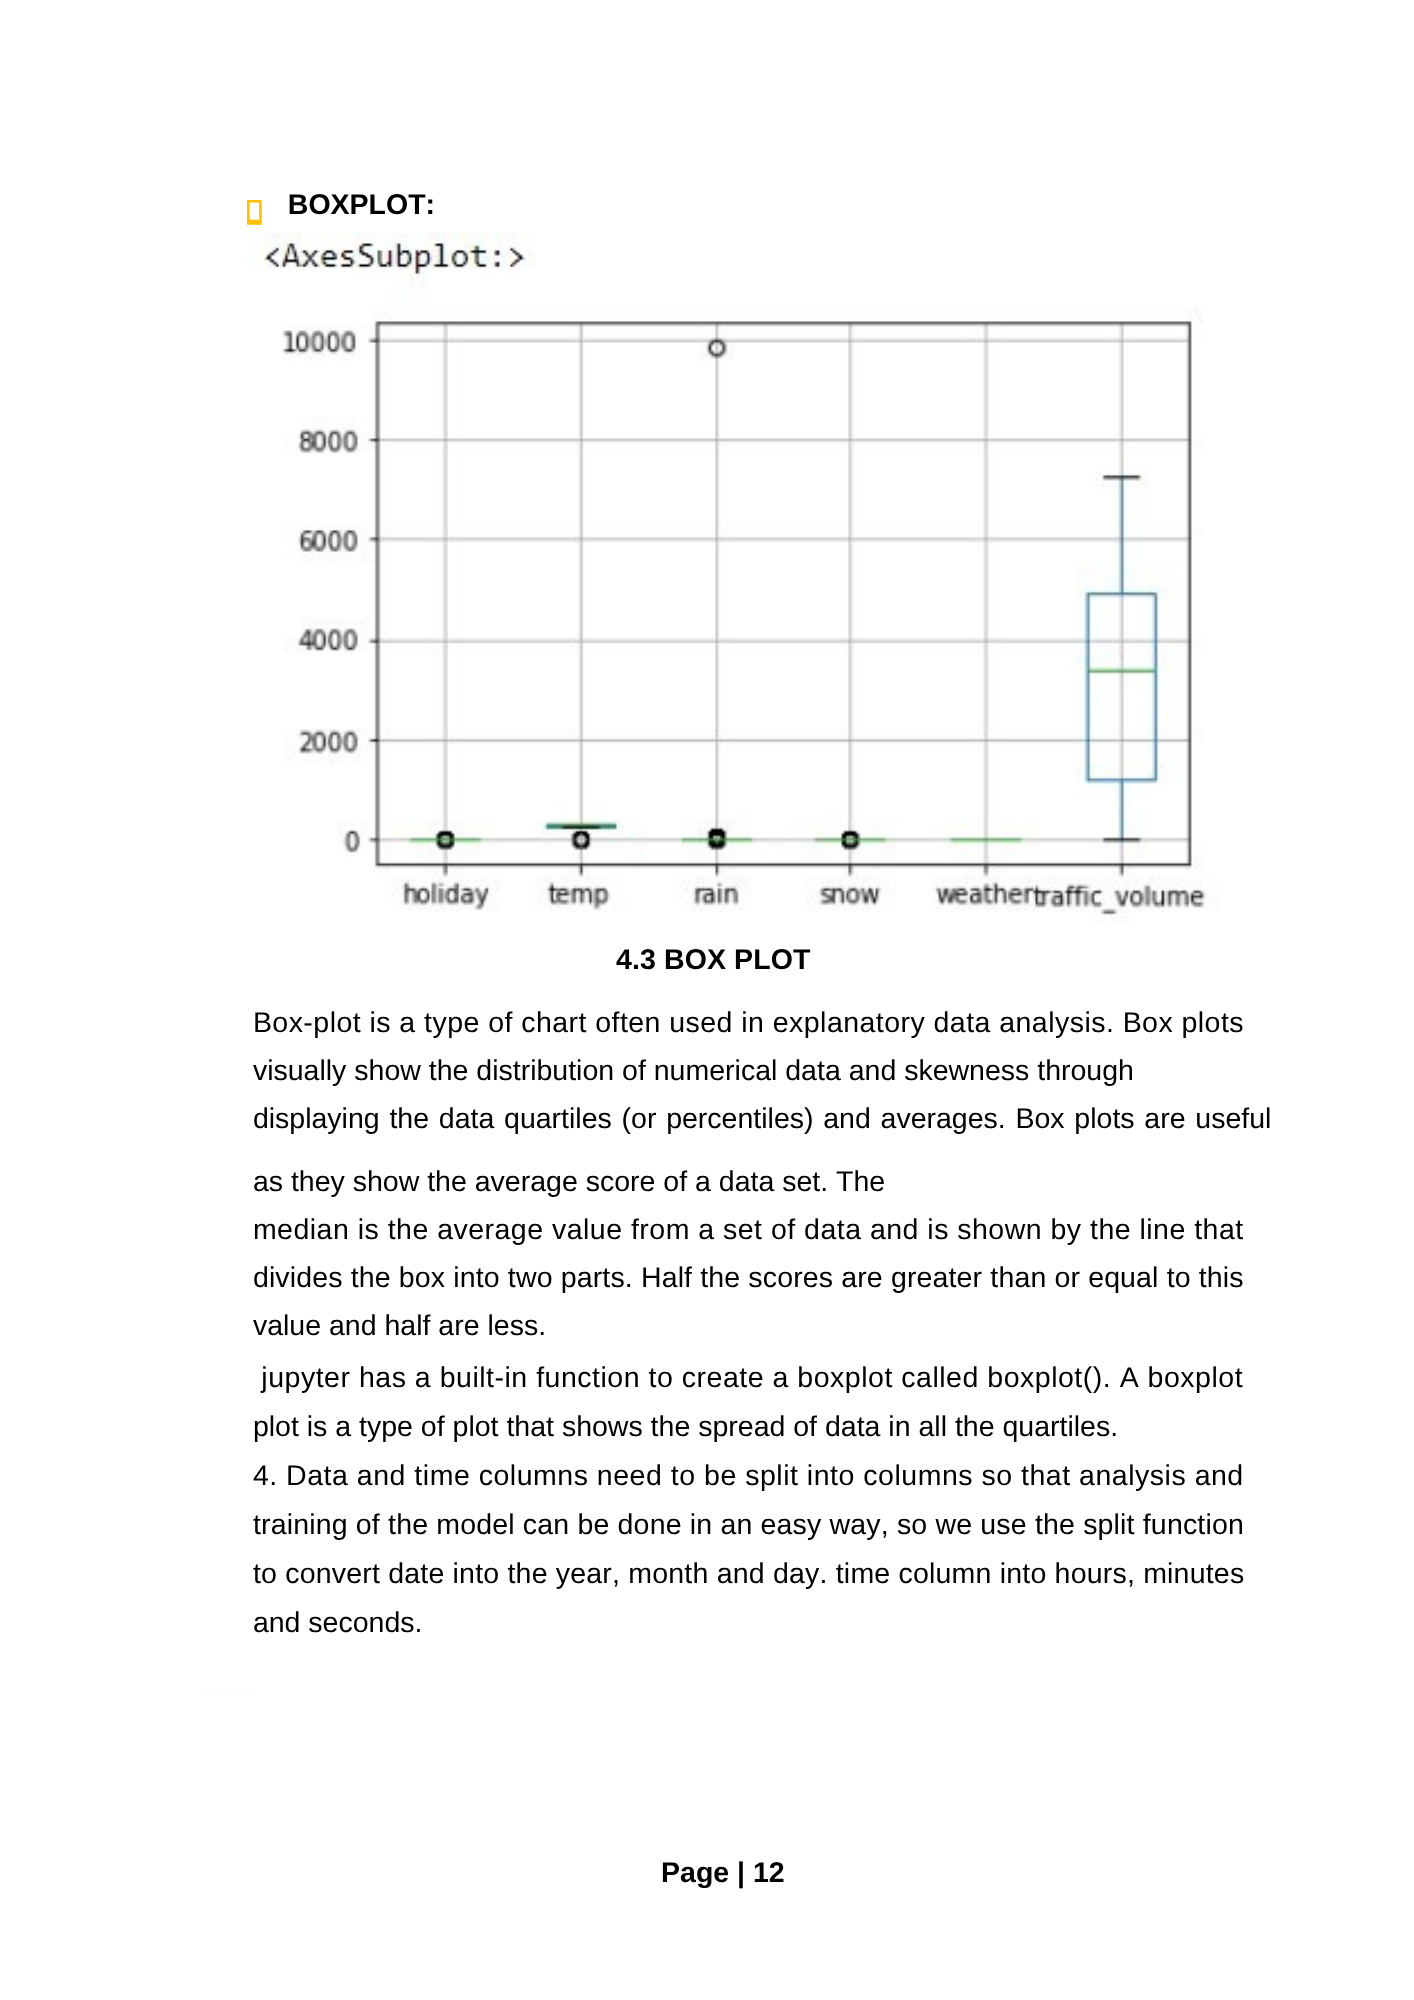 BOXPLOT:
<AxesSubplot:>
10000
8000
6000
4000
2000
0
holiday temp rain snow weather traffic_volume
4.3 BOX PLOT
Box-plot is a type of chart often used in explanatory data analysis. Box plots
visually show the distribution of numerical data and skewness through
displaying the data quartiles (or percentiles) and averages. Box plots are useful
as they show the average score of a data set. The
median is the average value from a set of data and is shown by the line that
divides the box into two parts. Half the scores are greater than or equal to this
value and half are less.
jupyter has a built-in function to create a boxplot called boxplot(). A boxplot
plot is a type of plot that shows the spread of data in all the quartiles.
4. Data and time columns need to be split into columns so that analysis and
training of the model can be done in an easy way, so we use the split function
to convert date into the year, month and day. time column into hours, minutes
and seconds.
Page | 12